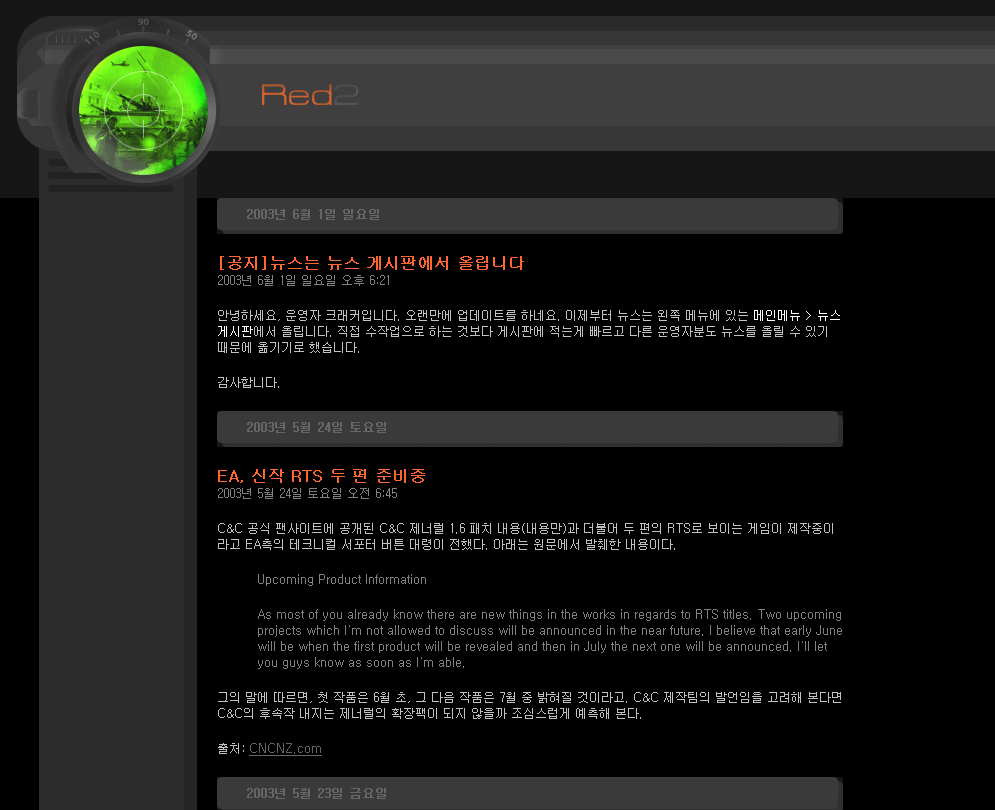 110
90
50
Red2
2003년 6월 1일 일요일
[공지]뉴스는 뉴스 게시판에서 올립니다
2003년 6월 1일 일요일 오후 6:21
안녕하세요, 운영자 크래커입니다. 오랜만에 업데이트를 하네요. 이제부터 뉴스는 왼쪽 메뉴에 있는 메인메뉴 > 뉴스
게시판에서 올립니다. 직접 수작업으로 하는 것보다 게시판에 적는게 빠르고 다른 운영자분도 뉴스를 올릴 수 있기
때문에 옮기기로 했습니다.
감사합니다.
2003년 5월 24일 토요일
EA, 신작 RTS 두 편 준비중
2003년 5월 24일 토요일 오전 6:45
C&C 공식 팬사이트에 공개된 C&C 제너럴 1.6 패치 내용(내용만)과 더불어 두 편의 RTS로 보이는 게임이 제작중이
라고 EA측의 테크니컬 서포터 버튼 대령이 전했다. 아래는 원문에서 발췌한 내용이다.
Upcoming Product Information
As most of you already know there are new things in the works in regards to RTS titles. Two upcoming
projects which I'm not allowed to discuss will be announced in the near future. I believe that early June
will be when the first product will be revealed and then in July the next one will be announced. I'll let
you guys know as soon as I'm able.
그의 말에 따르면, 첫 작품은 6월 초, 그 다음 작품은 7월 중 밝혀질 것이라고. C&C 제작팀의 발언임을 고려해 본다면
C&C의 후속작 내지는 제너럴의 확장팩이 되지 않을까 조심스럽게 예측해 본다.
출처: CNCNZ.com
2003년 5월 23일 금요일